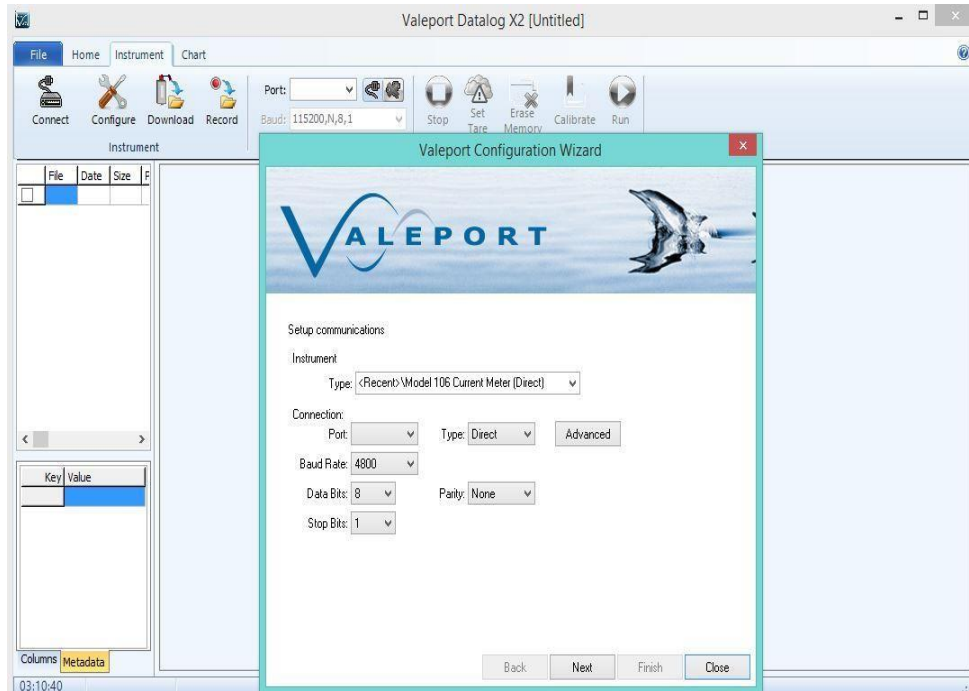 Valeport Datalog X2 [Untitled]
File Home Instrument Chart
Port:
Baud: 115200,N,8,1
Connect Configure Download Record
Stop Set Tare Erase Memory Calibrate Run
Instrument
File Date Size
Valeport Configuration Wizard
VALEPORT
Setup communications
Instrument
Type: <Recent>\Model 106 Current Meter (Direct)
Connection:
Port: Type: Direct Advanced
Baud Rate: 4800
Data Bits: 8 Parity: None
Stop Bits: 1
Key Value
Back Next Finish Close
Columns Metadata
03:10:40